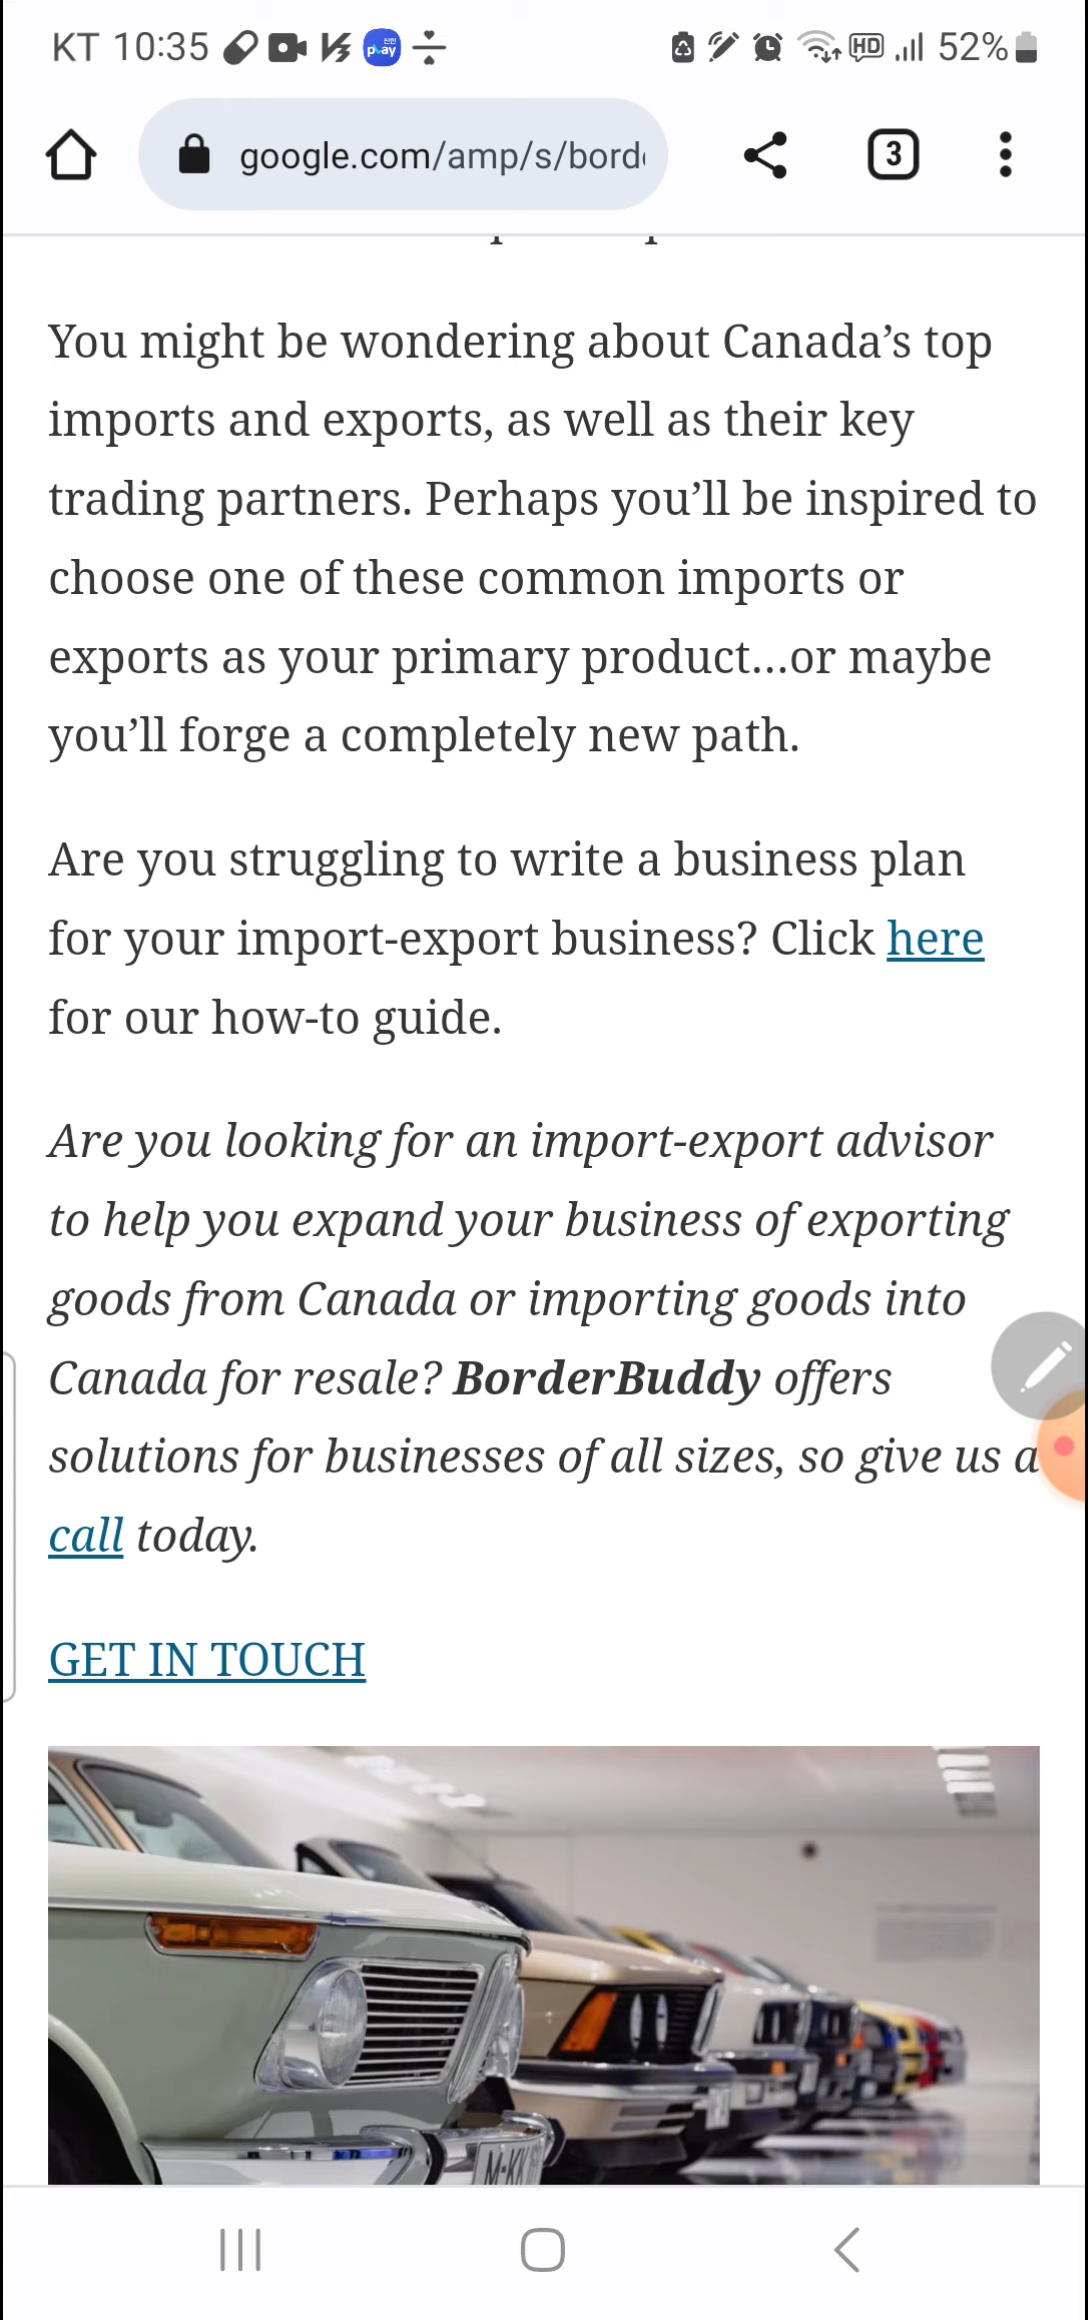 KT 10:35
52%
google.com/amp/s/bord
3
You might be wondering about Canada’s top
imports and exports, as well as their key
trading partners. Perhaps you’ll be inspired to
choose one of these common imports or
exports as your primary product...or maybe
you’ll forge a completely new path.
Are you struggling to write a business plan
for your import-export business? Click here
for our how-to guide.
Are you looking for an import-export advisor
to help you expand your business of exporting
goods from Canada or importing goods into
Canada for resale? BorderBuddy offers
solutions for businesses of all sizes, so give us a
call today.
GET IN TOUCH